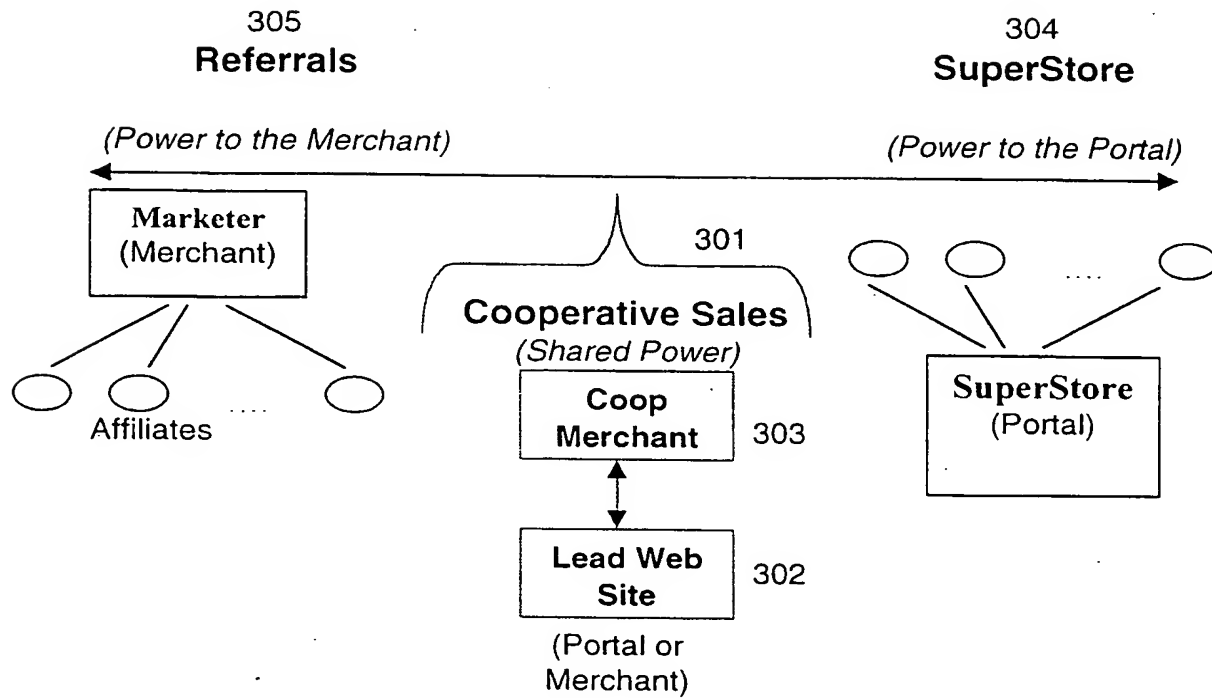 305
Referrals
304
SuperStore
(Power to the Merchant)
(Power to the Portal)
Marketer
(Merchant)
301
Cooperative Sales
(Shared Power)
....
Affiliates
....
Coop
Merchant
303
SuperStore
(Portal)
Lead Web
Site
302
(Portal or
Merchant)